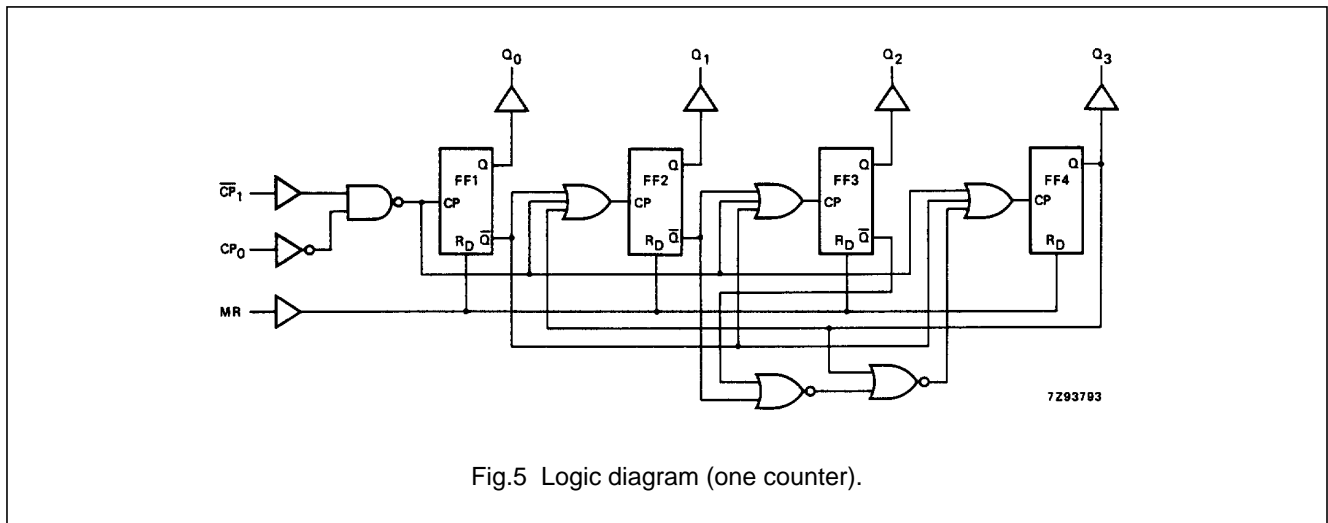 Q0 Q1 Q2 Q3
Q Q Q Q
FF1 FF2 FF3 FF4
C̅P̅1
CP CP CP CP
CP0
RD Q̅ RD Q̅ RD Q̅ RD
MR
7Z93793
Fig.5 Logic diagram (one counter).